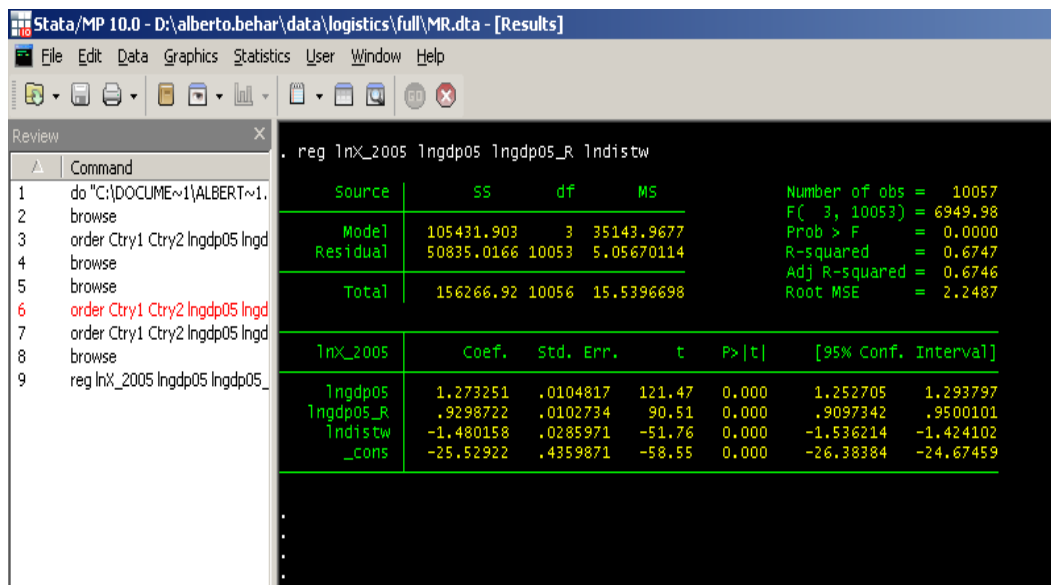 Stata/MP 10.0 - D:\alberto.behar\data\logistics\full\MR.dta - [Results]
File Edit Data Graphics Statistics User Window Help
Review
Command
1 do "C:\DOCUME~1\ALBERT~1.
2 browse
3 order Ctry1 Ctry2 lngdp05 lngd
4 browse
5 browse
6 order Ctry1 Ctry2 lngdp05 lngd
7 order Ctry1 Ctry2 lngdp05 lngd
8 browse
9 reg lnX_2005 lngdp05 lngdp05_
. reg lnX_2005 lngdp05 lngdp05_R lndistw
Source | SS df MS Number of obs = 10057
F( 3, 10053) = 6949.98
Model | 105431.903 3 35143.9677 Prob > F = 0.0000
Residual | 50835.0166 10053 5.05670114 R-squared = 0.6747
Adj R-squared = 0.6746
Total | 156266.92 10056 15.5396698 Root MSE = 2.2487
lnX_2005 | Coef. Std. Err. t P>|t| [95% Conf. Interval]
lngdp05 | 1.273251 .0104817 121.47 0.000 1.252705 1.293797
lngdp05_R | .9298722 .0102734 90.51 0.000 .9097342 .9500101
lndistw | -1.480158 .0285971 -51.76 0.000 -1.536214 -1.424102
_cons | -25.52922 .4359871 -58.55 0.000 -26.38384 -24.67459
.
.
.
.